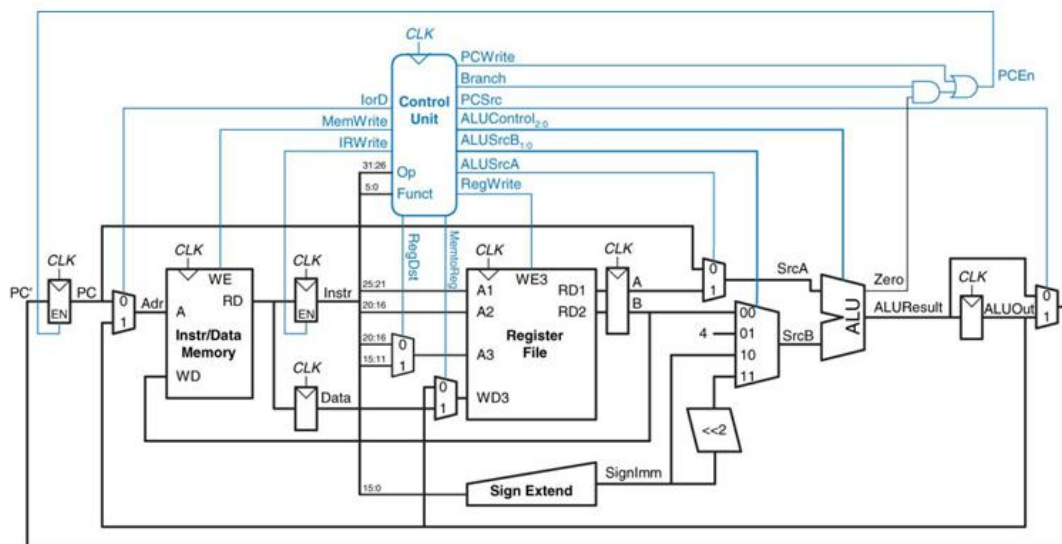 CLK
PCWrite
Branch
PCEn
IorD
Control
Unit
PCSrc
MemWrite
ALUControl2:0
IRWrite
ALUSrcB1:0
31:26
Op
ALUSrcA
5:0
Funct
RegWrite
RegDst
MemtoReg
CLK
CLK
CLK
CLK
CLK
CLK
PC'
PC
EN
0
1
Adr
WE
A
RD
Instr/Data
Memory
WD
EN
Instr
25:21
A1
WE3
RD1
A
0
1
SrcA
Zero
CLK
20:16
A2
RD2
B
00
ALU
ALUResult
ALUOut
0
1
20:16
0
A3
Register
File
4
01
SrcB
15:11
1
10
CLK
Data
0
1
WD3
11
<<2
SignImm
15:0
Sign Extend